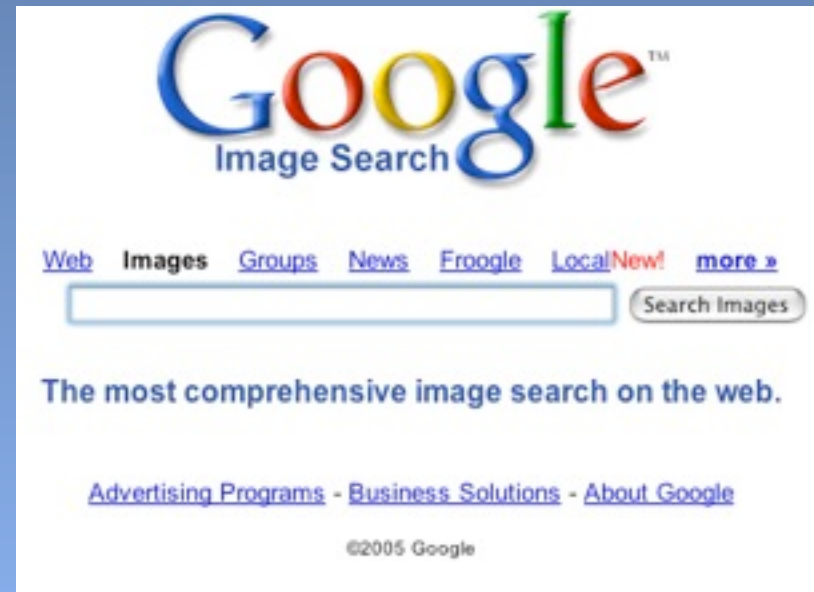 Google™
Image Search
Web Images Groups News Froogle LocalNew! more »
Search Images
The most comprehensive image search on the web.
Advertising Programs - Business Solutions - About Google
©2005 Google